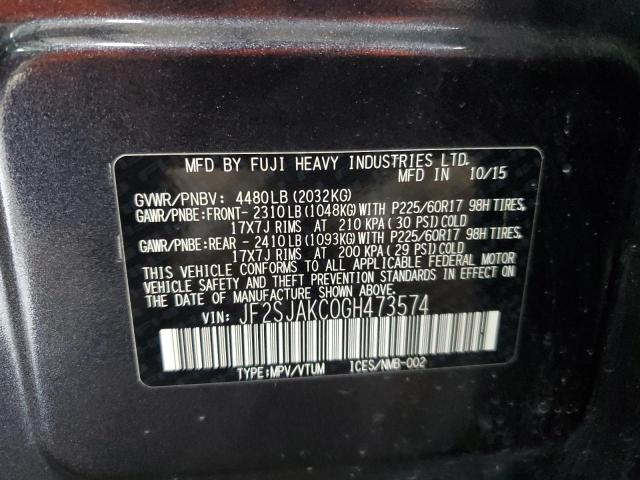 MFD BY FUJI HEAVY INDUSTRIES LTD.
MFD IN 10/15
GVWR/PNBV: 4480LB(2032KG)
GAWR/PNBE:FRONT-2310LB(1048KG)WITH P225/60R17 98H TIRES,
17X7J RIMS AT 210 KPA(30 PSI)COLD
GAWR/PNBE:REAR -2410LB(1093KG)WITH P225/60R17 98H TIRES,
17X7J RIMS AT 200 KPA(29 PSI)COLD
THIS VEHICLE CONFORMS TO ALL APPLICABLE FEDERAL MOTOR
VEHICLE SAFETY AND THEFT PREVENTION STANDARDS IN EFFECT ON
THE DATE OF MANUFACTURE SHOWN ABOVE.
VIN: JF2SJAKC0GH473574
TYPE:MPV/VTUM ICES/NMB-002